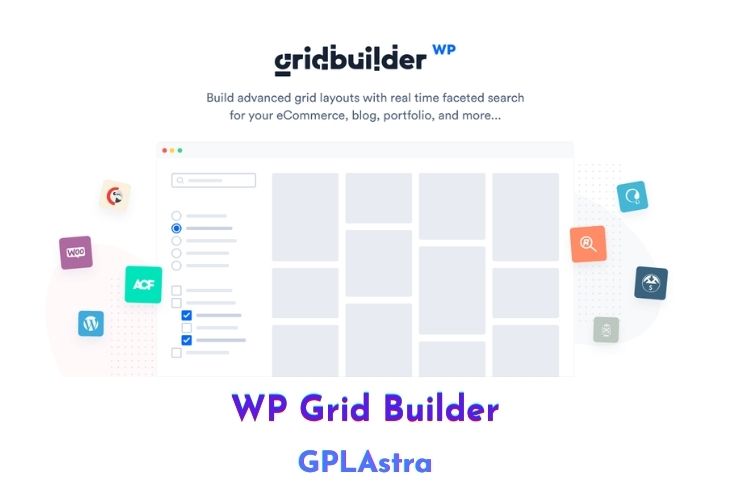 gridbuilder WP
Build advanced grid layouts with real time faceted search
for your eCommerce, blog, portfolio, and more...
WOO
ACF
R
S
WP Grid Builder
GPLAstra